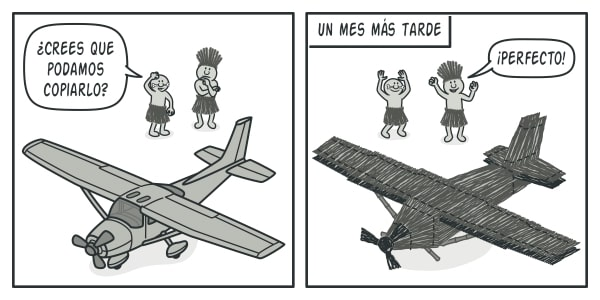 ¿CREES QUE
PODAMOS
COPIARLO?
UN MES MÁS TARDE
¡PERFECTO!